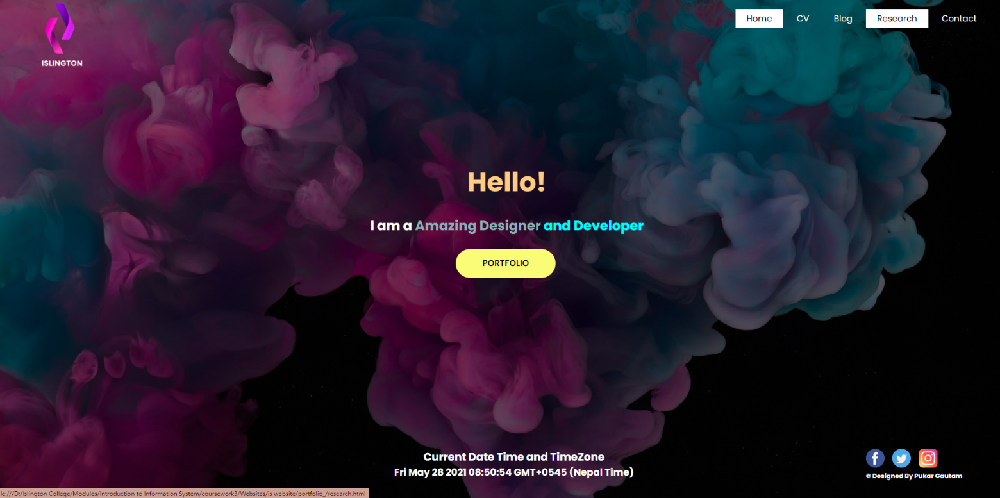 ISLINGTON
Home CV Blog Research Contact
Hello!
I am a Amazing Designer and Developer
PORTFOLIO
Current Date Time and TimeZone
Fri May 28 2021 08:50:54 GMT+0545 (Nepal Time)
© Designed By Pukar Gautam
le:///D:/Islington College/Modules/Introduction to Information System/coursework3/Websites/is website/portfolio_/research.html